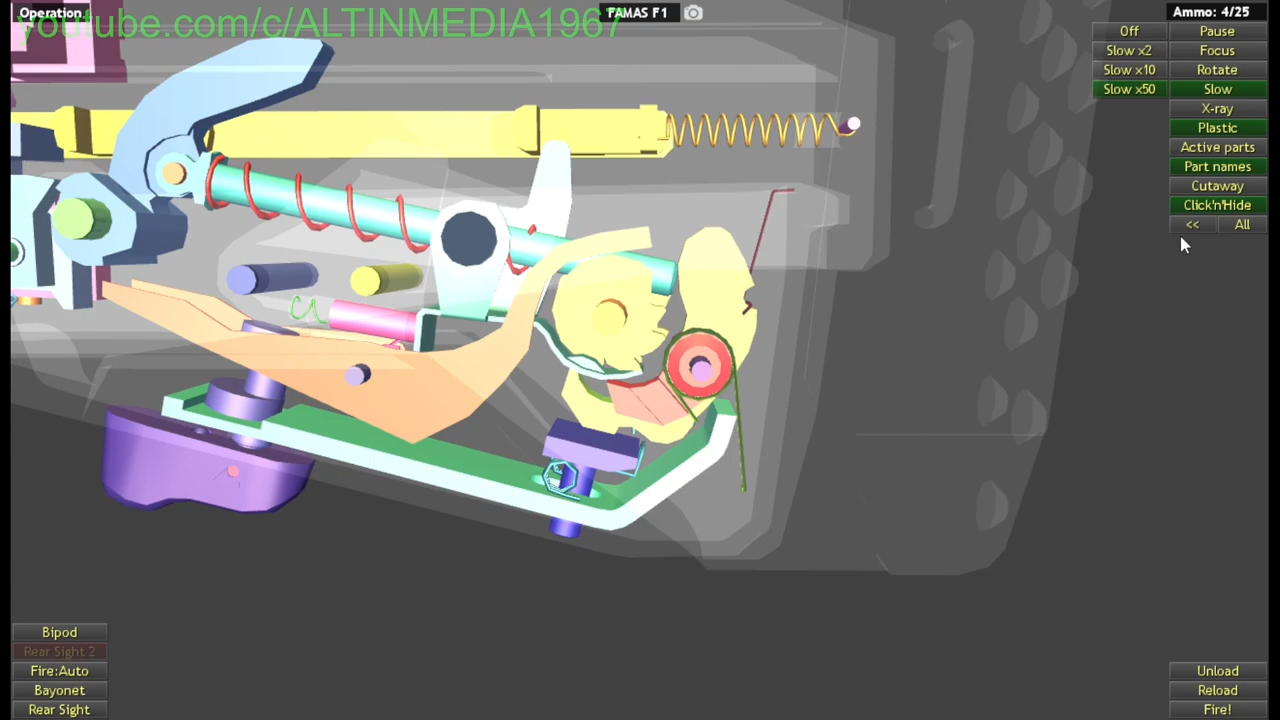 Operation
youtube.com/c/ALTINMEDIA1967
FAMAS F1
Ammo: 4/25
Off
Pause
Slow x2
Focus
Slow x10
Rotate
Slow x50
Slow
X-ray
Plastic
Active parts
Part names
Cutaway
Click'n'Hide
<<
All
Bipod
Rear Sight 2
Fire:Auto
Bayonet
Rear Sight
Unload
Reload
Fire!